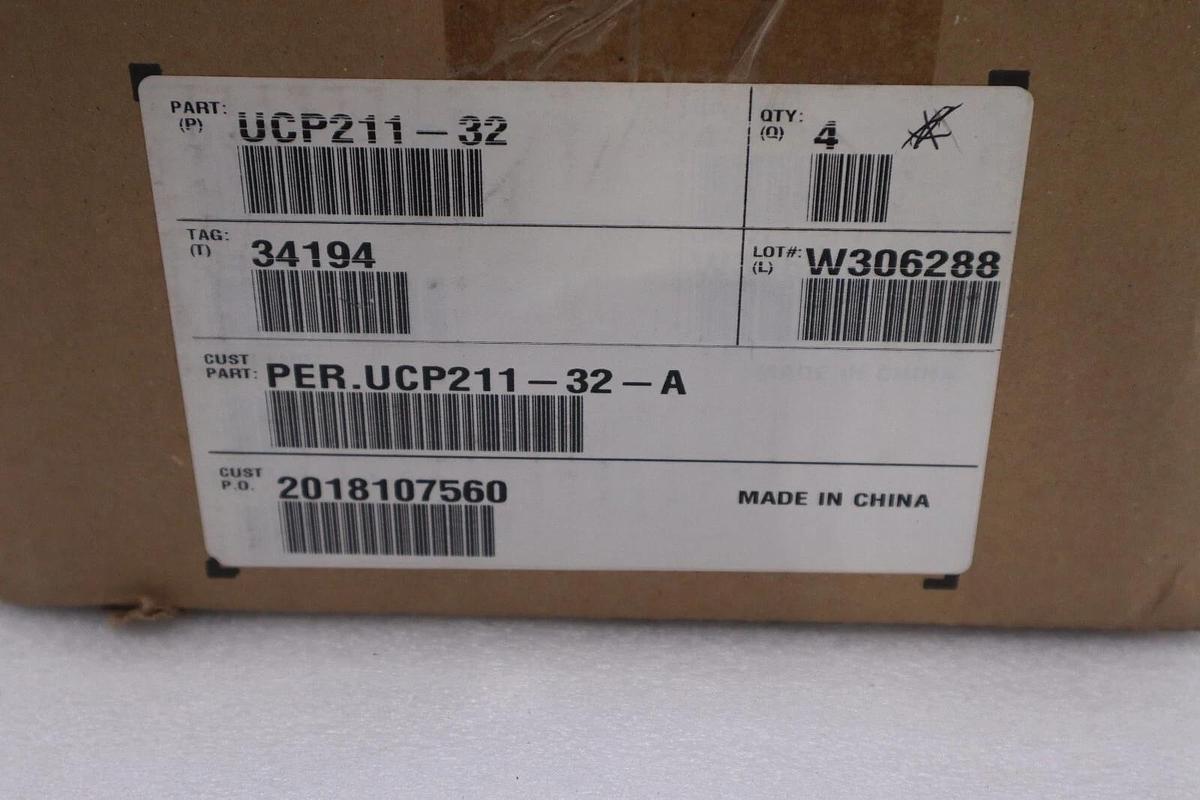 PART: UCP211-32
(P)
QTY: 4
(Q)
TAG: 34194
(T)
LOT#: W306288
(L)
CUST PART: PER.UCP211-32-A
CUST P.O. 2018107560
MADE IN CHINA